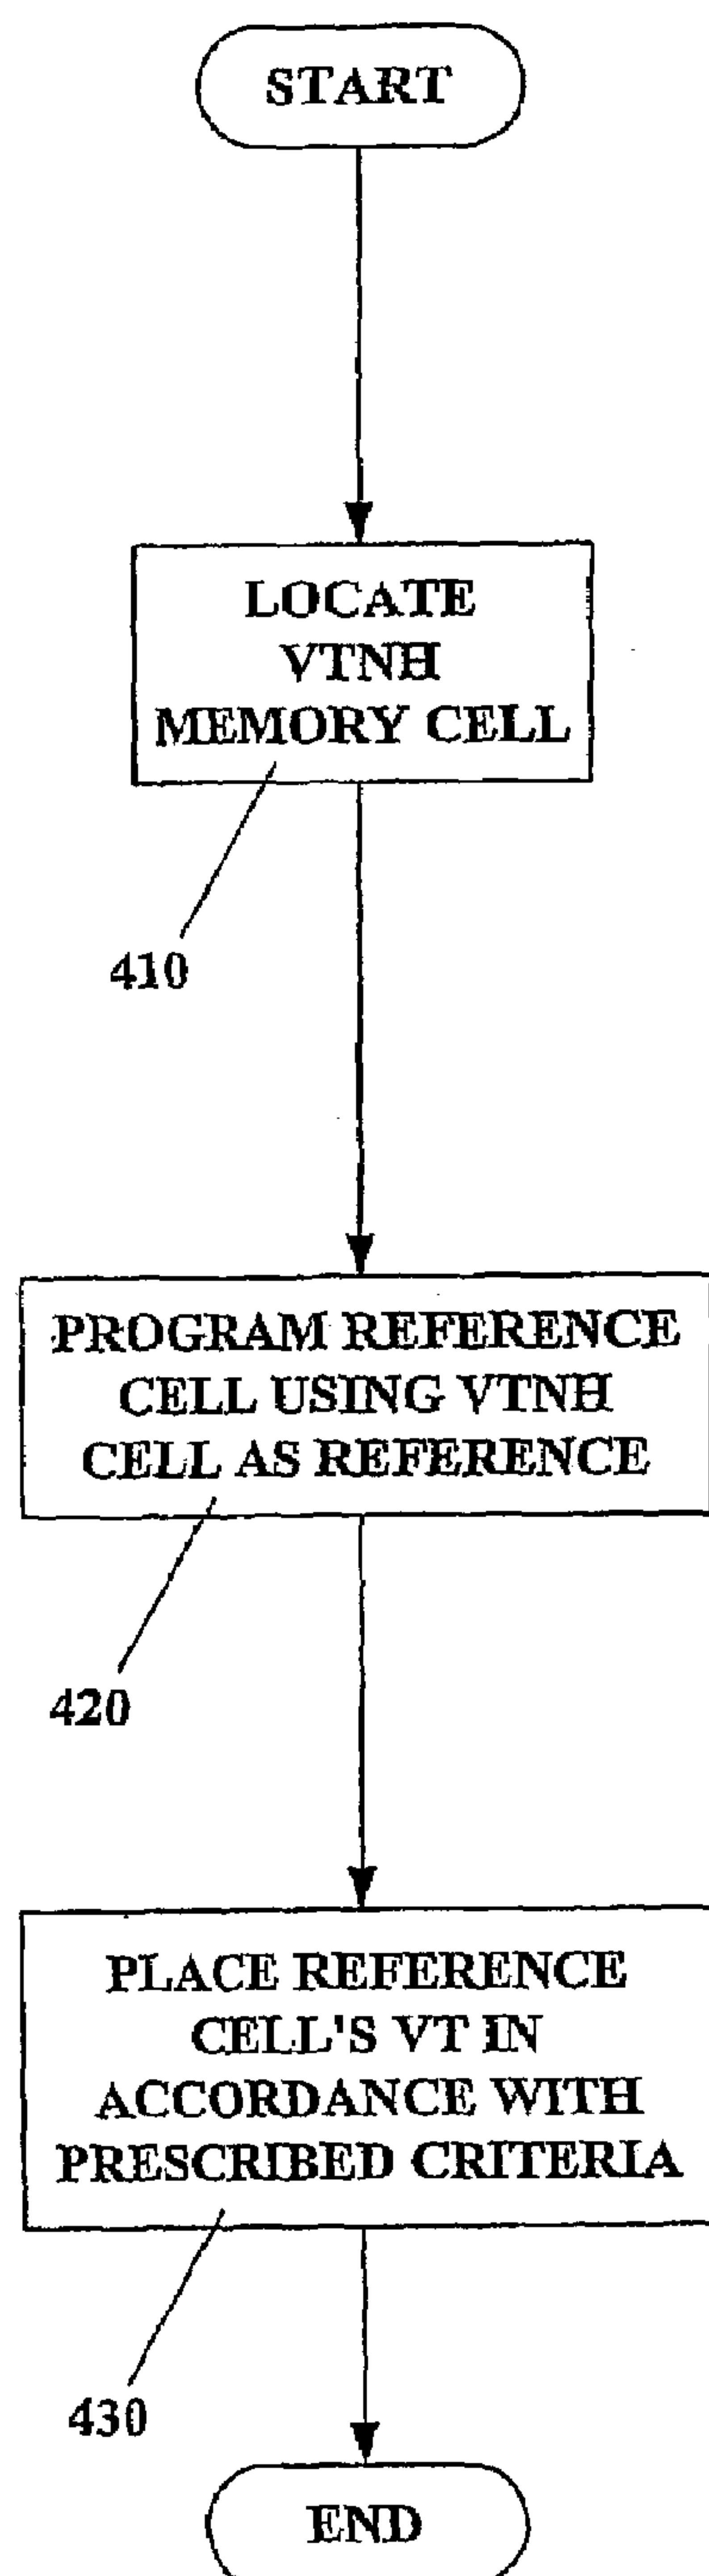 START
LOCATE
VTNH
MEMORY CELL
410
PROGRAM REFERENCE
CELL USING VTNH
CELL AS REFERENCE
420
PLACE REFERENCE
CELL'S VT IN
ACCORDANCE WITH
PRESCRIBED CRITERIA
430
END